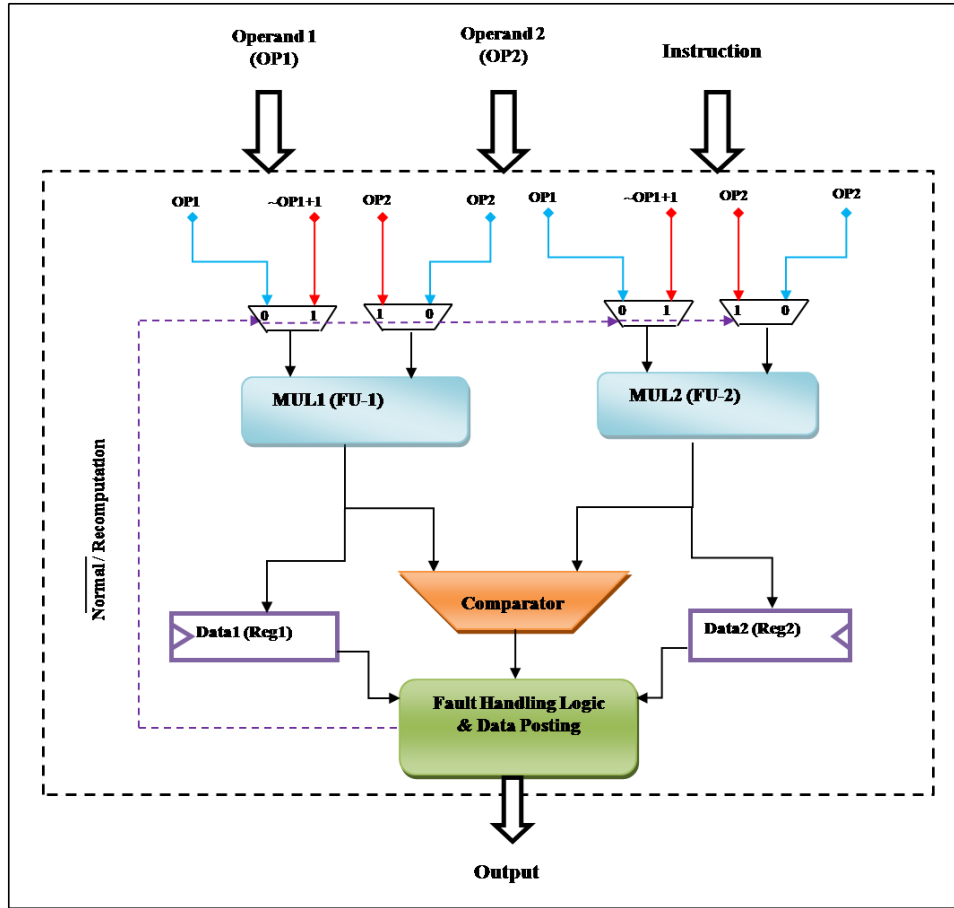 Operand 1
(OP1)
Operand 2
(OP2)
Instruction
OP1
~OP1+1
OP2
OP2
OP1
~OP1+1
OP2
OP2
0 1
1 0
0 1
1 0
MUL1 (FU-1)
MUL2 (FU-2)
Normal / Recomputation
Comparator
Data1 (Reg1)
Data2 (Reg2)
Fault Handling Logic
& Data Posting
Output